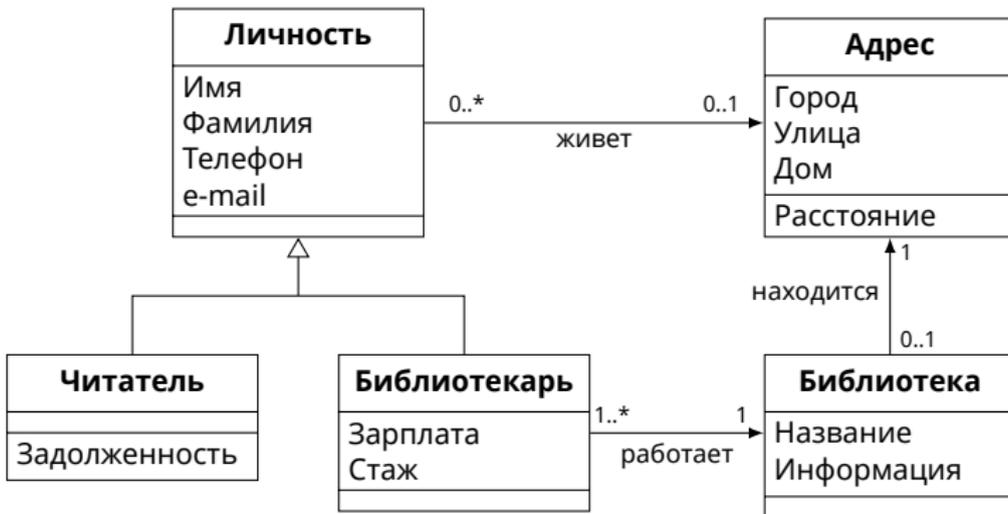 Личность
Имя
Фамилия
Телефон
e-mail
0..*
0..1
живет
Адрес
Город
Улица
Дом
Расстояние
1
находится
0..1
Читатель
Задолженность
Библиотекарь
Зарплата
Стаж
1..*
1
работает
Библиотека
Название
Информация